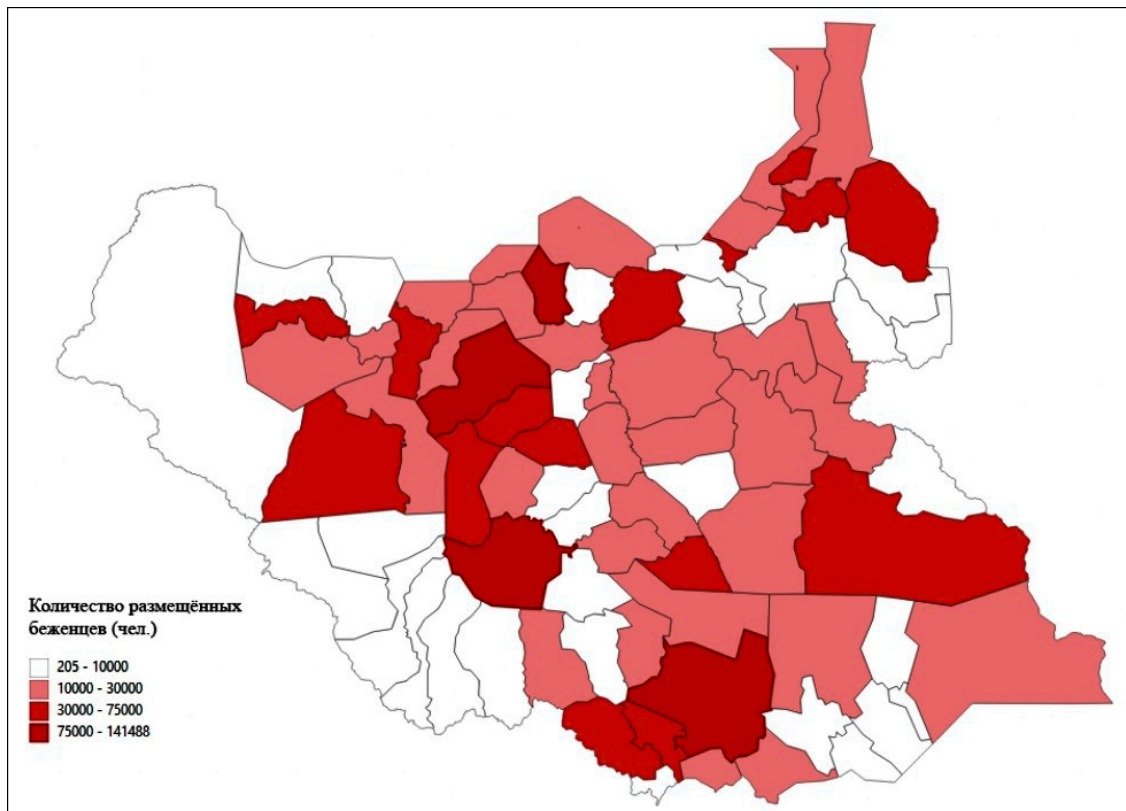 Количество размещённых
беженцев (чел.)
205 - 10000
10000 - 30000
30000 - 75000
75000 - 141488